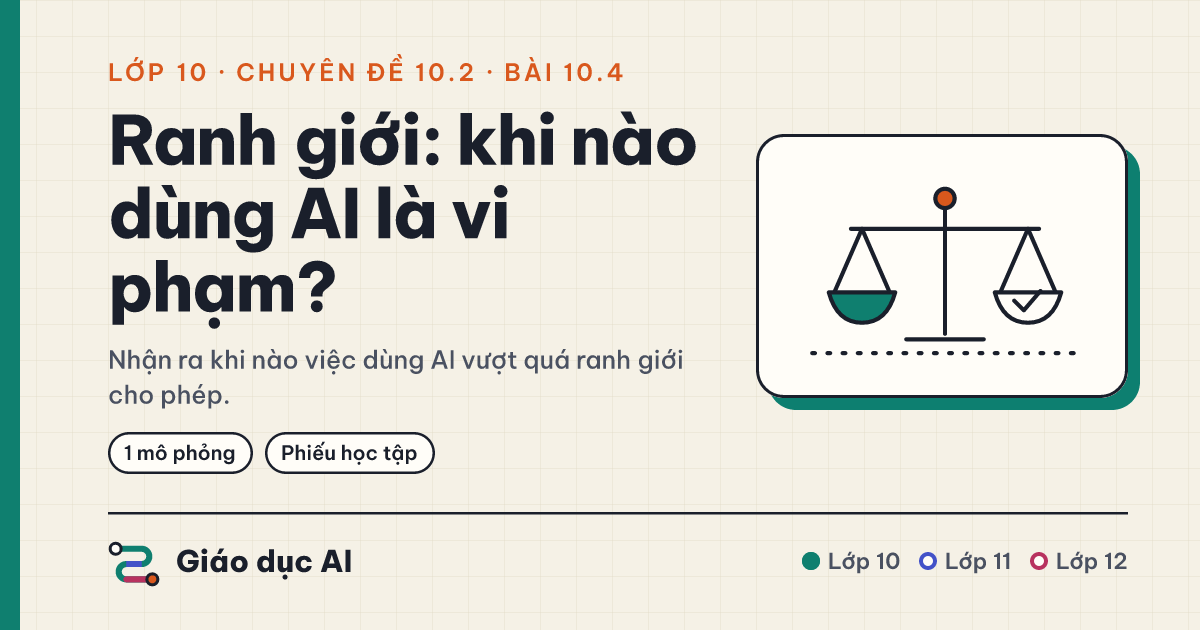 LỚP 10 · CHUYÊN ĐỀ 10.2 · BÀI 10.4
Ranh giới: khi nào
dùng AI là vi
phạm?
Nhận ra khi nào việc dùng AI vượt quá ranh giới
cho phép.
1 mô phỏng
Phiếu học tập
Giáo dục AI
Lớp 10
Lớp 11
Lớp 12